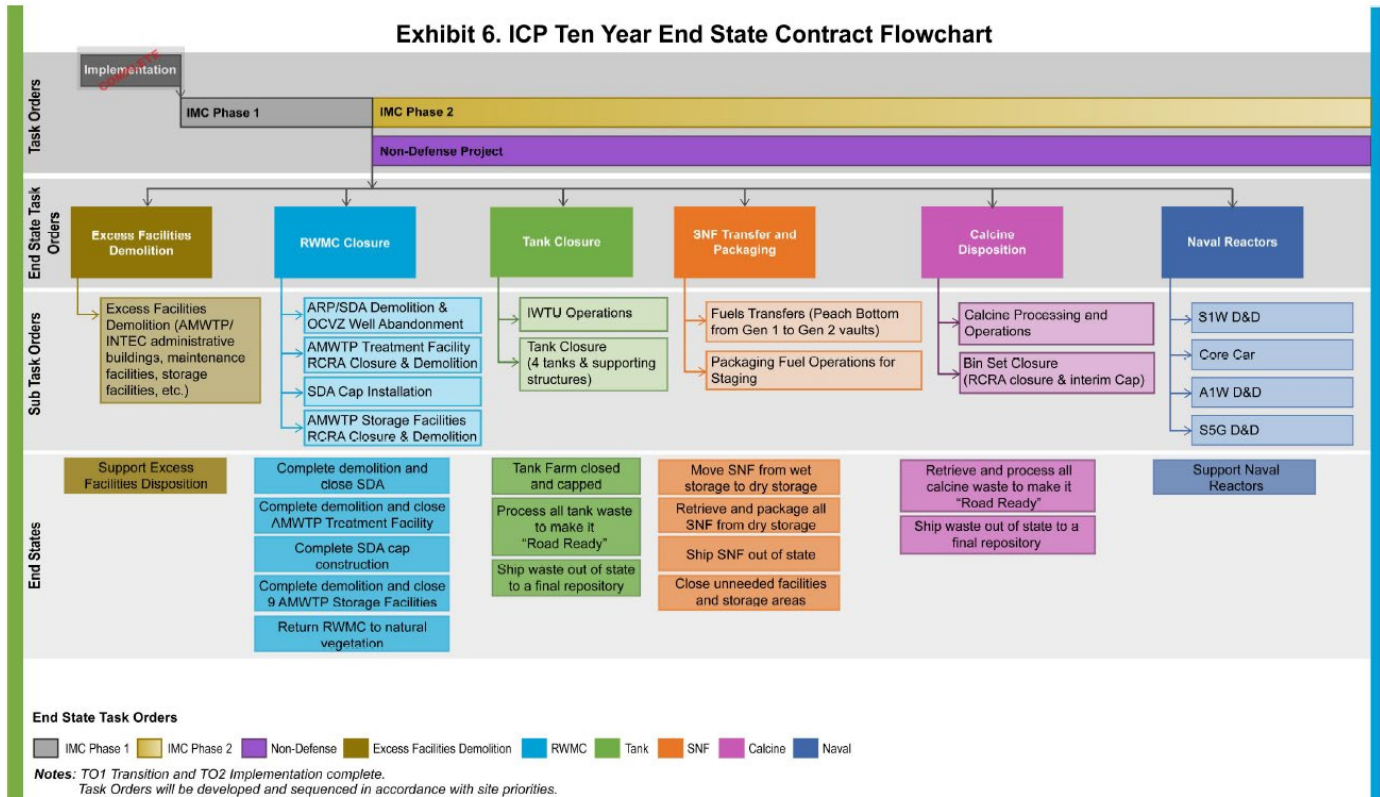 Exhibit 6. ICP Ten Year End State Contract Flowchart
Task Orders
Implementation
COMPLETE
IMC Phase 1
IMC Phase 2
Non-Defense Project
End State Task
Orders
Excess Facilities
Demolition
RWMC Closure
Tank Closure
SNF Transfer and
Packaging
Calcine
Disposition
Naval Reactors
Sub Task Orders
Excess Facilities
Demolition (AMWTP/
INTEC administrative
buildings, maintenance
facilities, storage
facilities, etc.)
ARP/SDA Demolition &
OCVZ Well Abandonment
AMWTP Treatment Facility
RCRA Closure & Demolition
SDA Cap Installation
AMWTP Storage Facilities
RCRA Closure & Demolition
IWTU Operations
Tank Closure
(4 tanks & supporting
structures)
Fuels Transfers (Peach Bottom
from Gen 1 to Gen 2 vaults)
Packaging Fuel Operations for
Staging
Calcine Processing and
Operations
Bin Set Closure
(RCRA closure & interim Cap)
S1W D&D
Core Car
A1W D&D
S5G D&D
End States
Support Excess
Facilities Disposition
Complete demolition and
close SDA
Complete demolition and close
AMWTP Treatment Facility
Complete SDA cap
construction
Complete demolition and close
9 AMWTP Storage Facilities
Return RWMC to natural
vegetation
Tank Farm closed
and capped
Process all tank waste
to make it
"Road Ready"
Ship waste out of state
to a final repository
Move SNF from wet
storage to dry storage
Retrieve and package all
SNF from dry storage
Ship SNF out of state
Close unneeded facilities
and storage areas
Retrieve and process all
calcine waste to make it
"Road Ready"
Ship waste out of state to a
final repository
Support Naval
Reactors
End State Task Orders
IMC Phase 1
IMC Phase 2
Non-Defense
Excess Facilities Demolition
RWMC
Tank
SNF
Calcine
Naval
Notes: TO1 Transition and TO2 Implementation complete.
Task Orders will be developed and sequenced in accordance with site priorities.